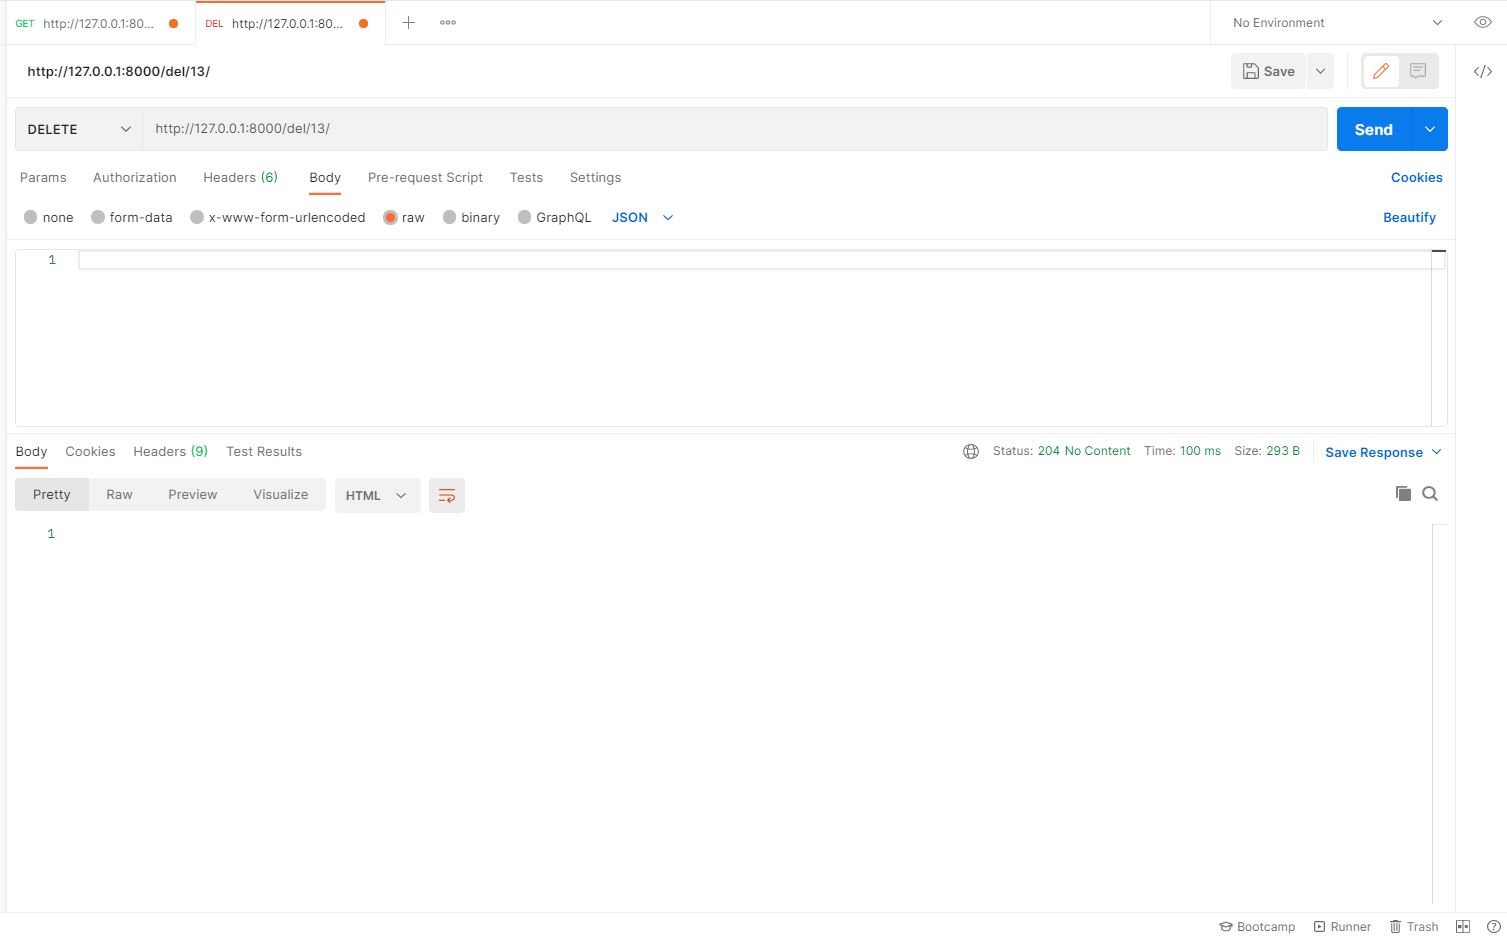 GET http://127.0.0.1:80... DEL http://127.0.0.1:80... No Environment
http://127.0.0.1:8000/del/13/ Save </>
DELETE http://127.0.0.1:8000/del/13/ Send
Params Authorization Headers (6) Body Pre-request Script Tests Settings Cookies
none form-data x-www-form-urlencoded raw binary GraphQL JSON Beautify
1
Body Cookies Headers (9) Test Results Status: 204 No Content Time: 100 ms Size: 293 B Save Response
Pretty Raw Preview Visualize HTML
1
Bootcamp Runner Trash ?